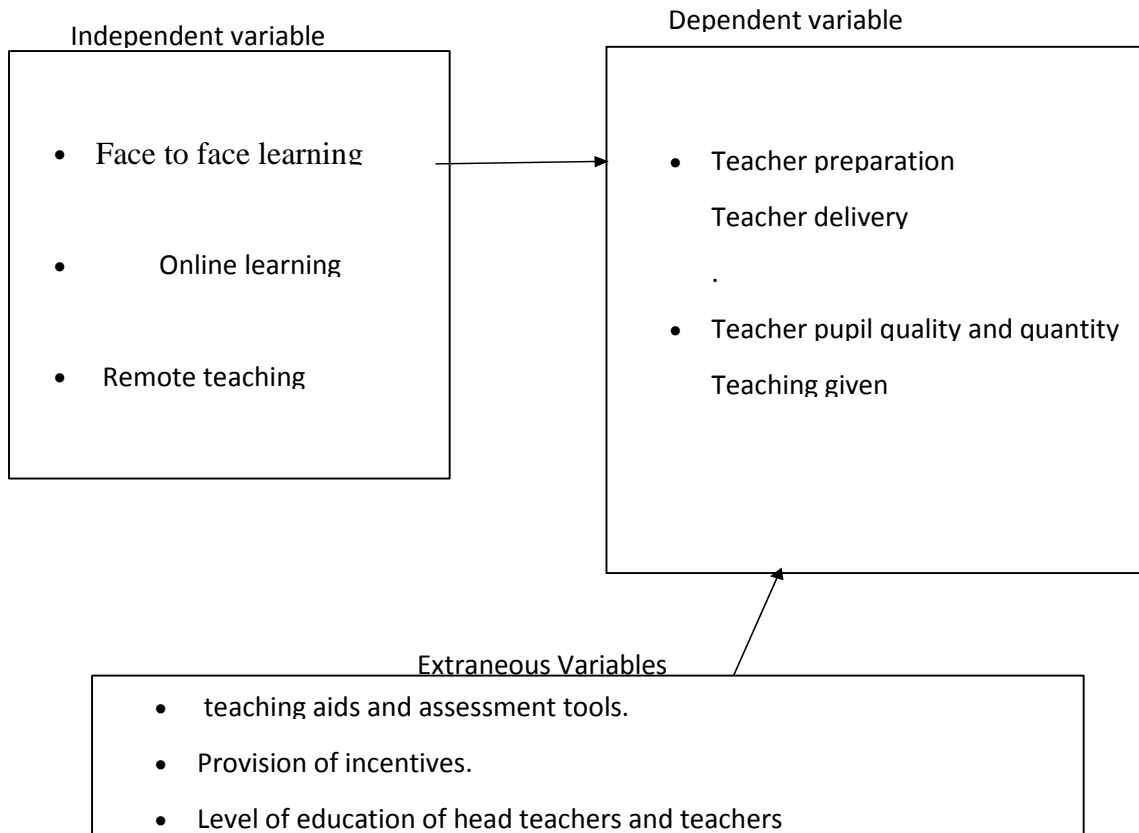 Independent variable
• Face to face learning
• Online learning
• Remote teaching
Dependent variable
• Teacher preparation
Teacher delivery
.
• Teacher pupil quality and quantity
Teaching given
Extraneous Variables
• teaching aids and assessment tools.
• Provision of incentives.
• Level of education of head teachers and teachers